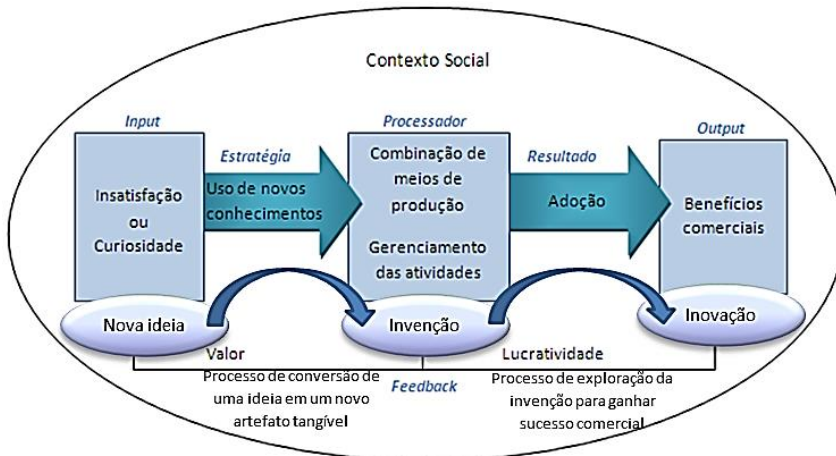 Contexto Social
Input
Insatisfação
ou
Curiosidade
Nova ideia
Estratégia
Uso de novos
conhecimentos
Processador
Combinação de
meios de
produção
Gerenciamento
das atividades
Invenção
Resultado
Adoção
Output
Benefícios
comerciais
Inovação
Valor
Processo de conversão de
uma ideia em um novo
artefato tangível
Feedback
Lucratividade
Processo de exploração da
invenção para ganhar
sucesso comercial